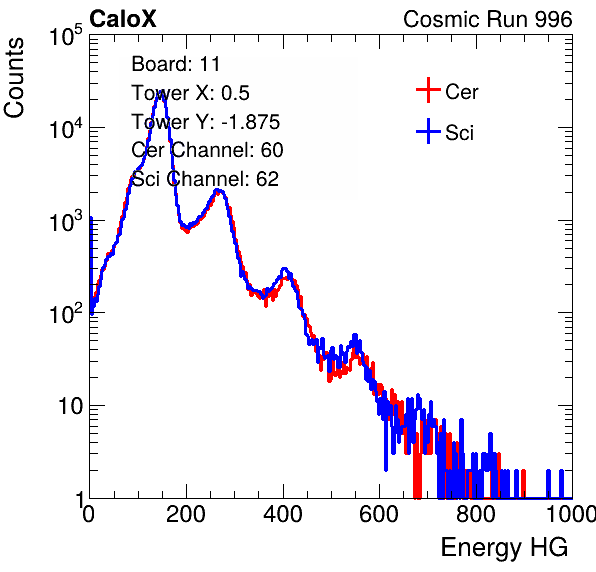 CaloX Cosmic Run 996
Counts
Board: 11
Tower X: 0.5
Tower Y: -1.875
Cer Channel: 60
Sci Channel: 62
Cer
Sci
10^5
10^4
10^3
10^2
10
1
0 200 400 600 800 1000
Energy HG